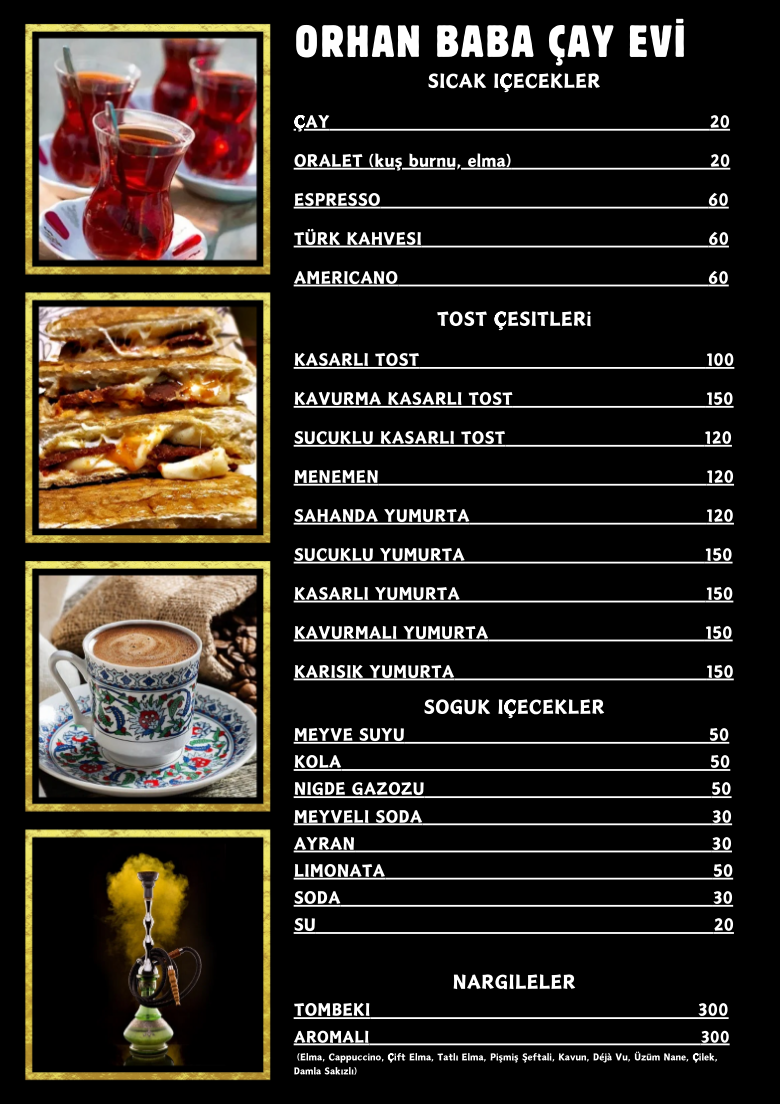 ORHAN BABA ÇAY EVİ
SICAK IÇECEKLER
ÇAY 20
ORALET (kuş burnu, elma) 20
ESPRESSO 60
TÜRK KAHVESI 60
AMERICANO 60
TOST ÇESITLERi
KASARLI TOST 100
KAVURMA KASARLI TOST 150
SUCUKLU KASARLI TOST 120
MENEMEN 120
SAHANDA YUMURTA 120
SUCUKLU YUMURTA 150
KASARLI YUMURTA 150
KAVURMALI YUMURTA 150
KARISIK YUMURTA 150
SOGUK IÇECEKLER
MEYVE SUYU 50
KOLA 50
NIGDE GAZOZU 50
MEYVELI SODA 30
AYRAN 30
LIMONATA 50
SODA 30
SU 20
NARGILELER
TOMBEKI 300
AROMALI 300
(Elma, Cappuccino, Çift Elma, Tatlı Elma, Pişmiş Şeftali, Kavun, Déjà Vu, Üzüm Nane, Çilek,
Damla Sakızlı)